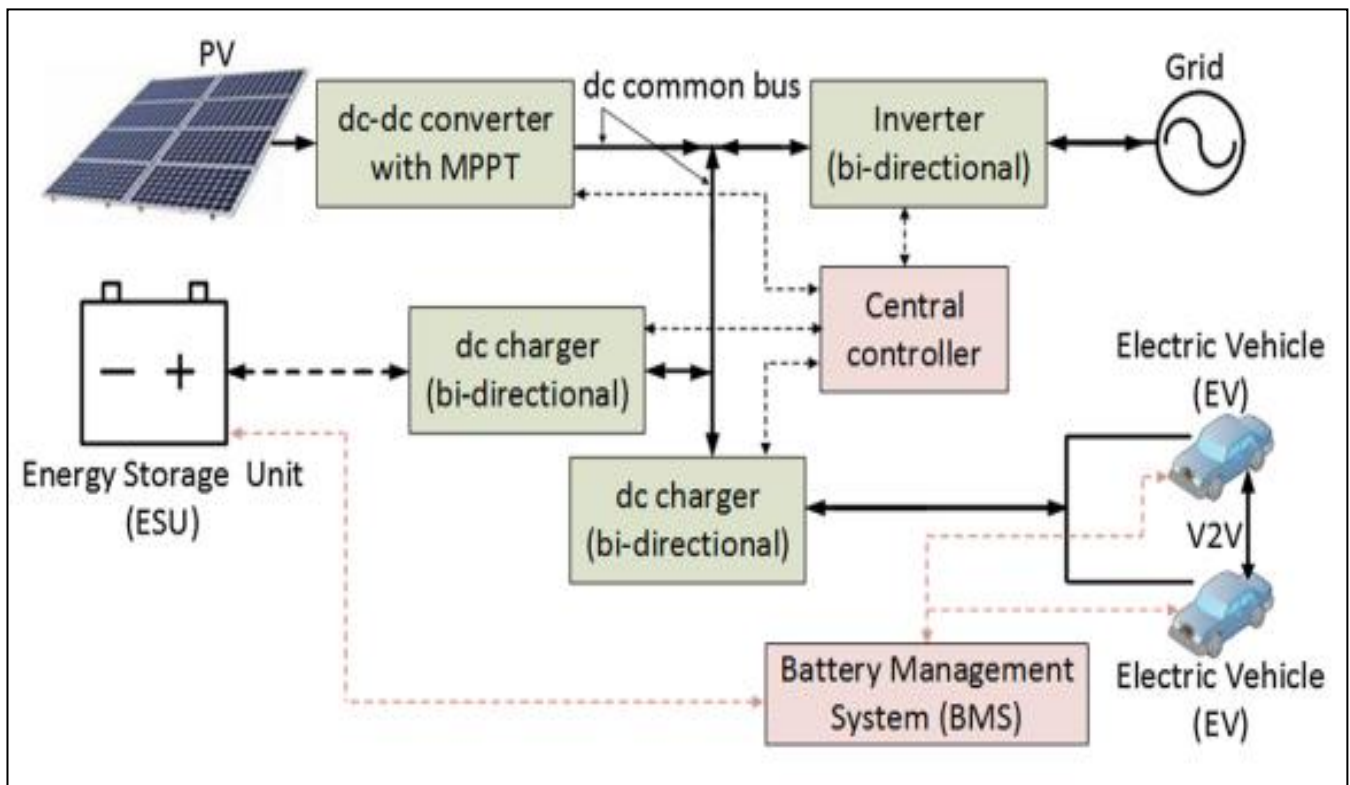 PV
dc-dc converter
with MPPT
dc common bus
Inverter
(bi-directional)
Grid
dc charger
(bi-directional)
Central
controller
Energy Storage Unit
(ESU)
dc charger
(bi-directional)
Electric Vehicle
(EV)
V2V
Battery Management
System (BMS)
Electric Vehicle
(EV)